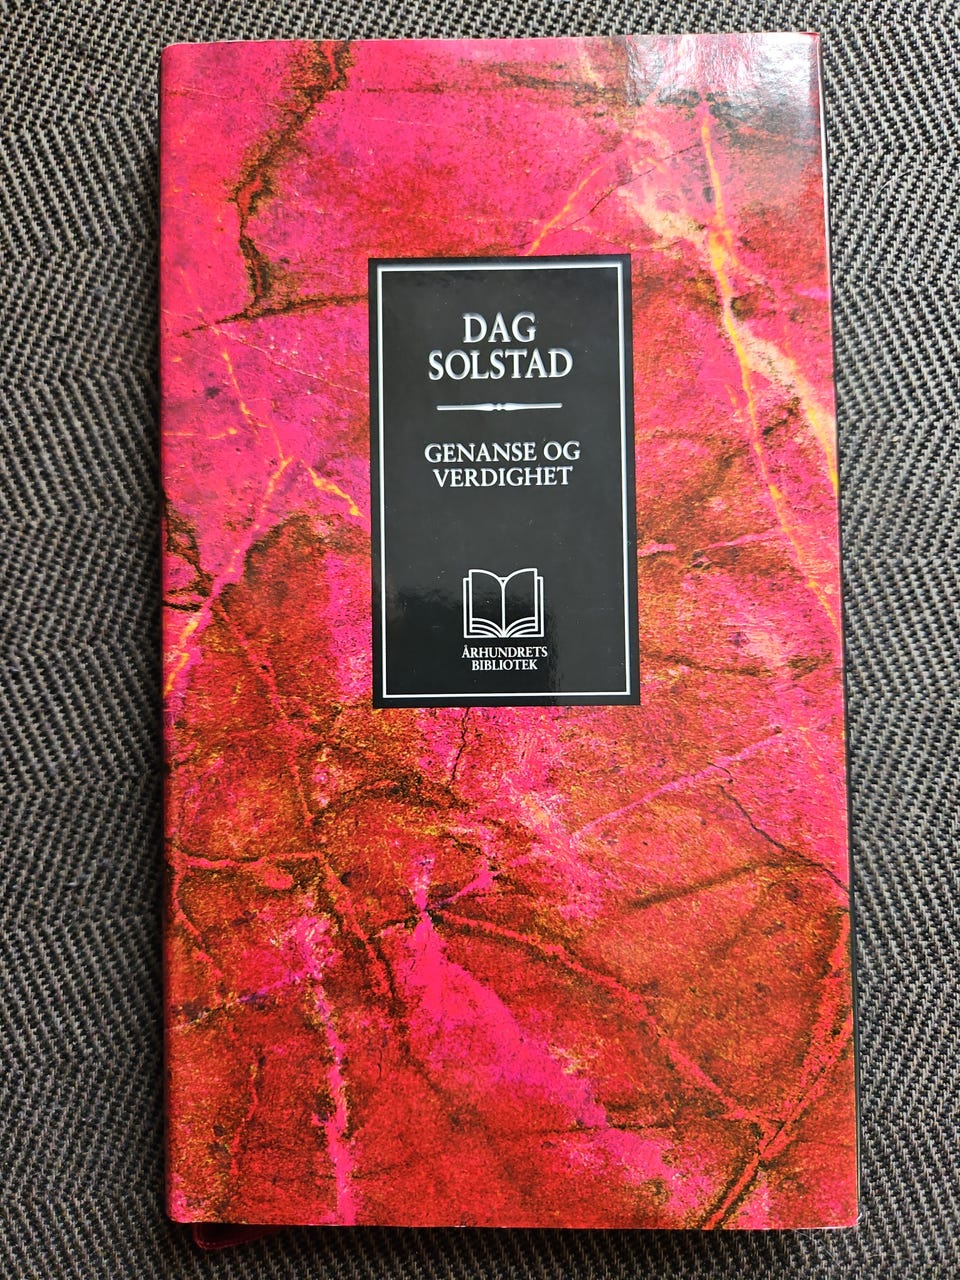 DAG
SOLSTAD
GENANSE OG
VERDIGHET
ÅRHUNDRETS
BIBLIOTEK